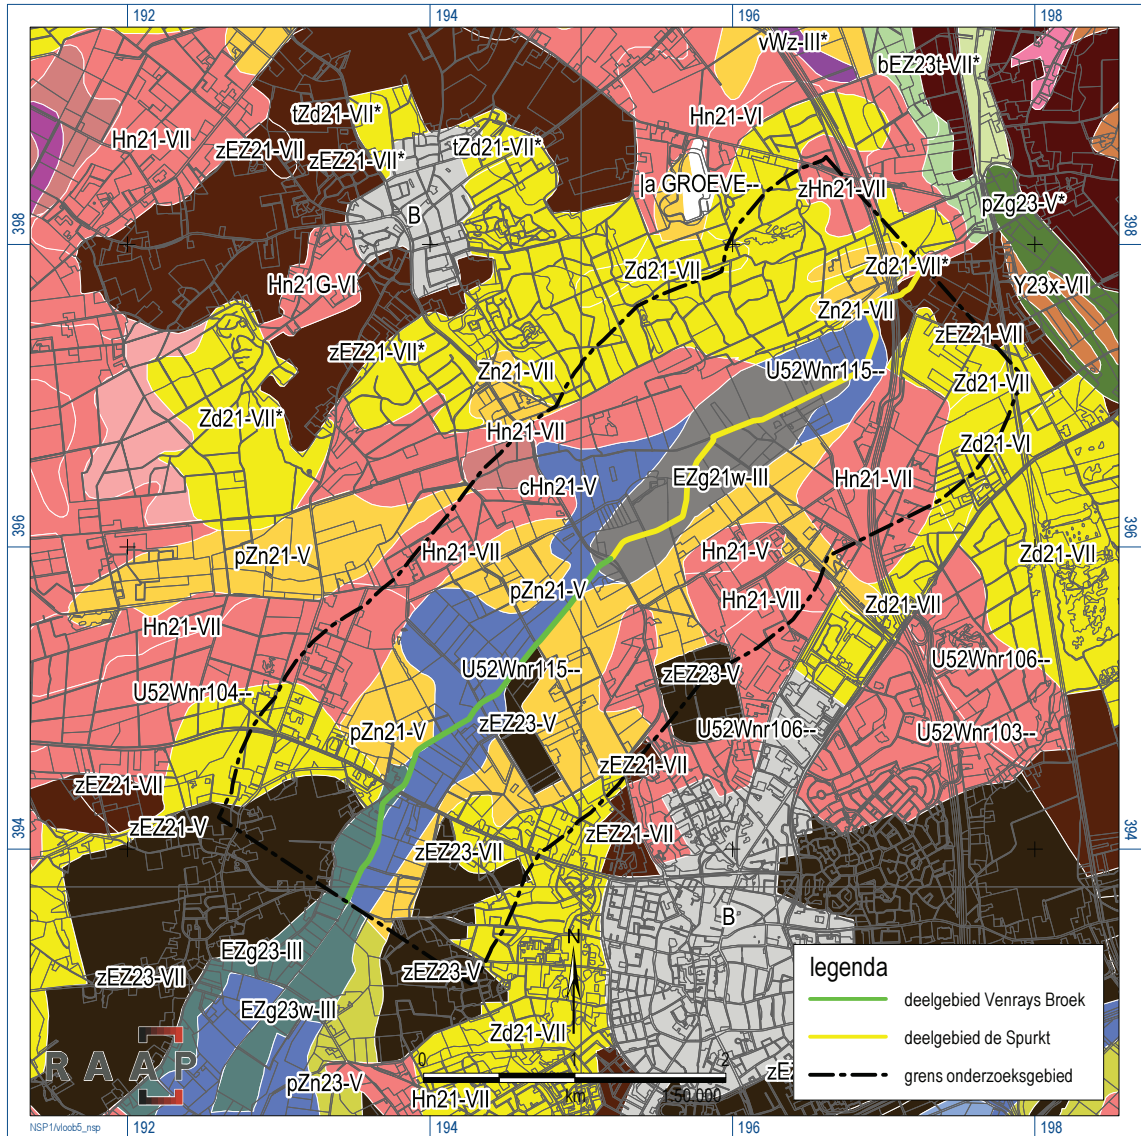 192
194
196
198
vWz-III*
bEZ23t-VII*
tZd21-VII*
Hn21-VI
Hn21-VII
zEZ21-VII
zEZ21-VII*
tZd21-VII*
|a GROEVE--
zHn21-VII
pZg23-V*
B
398
398
Zd21-VII
Zd21-VII*
Hn21G-VI
Y23x-VII
Zn21-VII
zEZ21-VII
zEZ21-VII*
Zn21-VII
U52Wnr115--
Zd21-VII
Zd21-VII*
Hn21-VII
Zd21-VI
cHn21-V
EZg21w-III
Hn21-VII
396
396
pZn21-V
Hn21-VII
Hn21-V
Zd21-VII
pZn21-V
Hn21-VII
Zd21-VII
Hn21-VII
U52Wnr106--
U52Wnr115--
zEZ23-V
U52Wnr104--
pZn21-V
zEZ23-V
U52Wnr106--
U52Wnr103--
zEZ21-VII
zEZ21-VII
zEZ21-V
zEZ21-VII
394
394
zEZ23-VII
B
N
EZg23-III
zEZ23-VII
zEZ23-V
EZg23w-III
Zd21-VII
legenda
deelgebied Venrays Broek
deelgebied de Spurkt
grens onderzoeksgebied
RAAP
0
1
2
km
1:50.000
pZn23-V
Hn21-VII
NSP1/vloob5_nsp
192
194
196
198